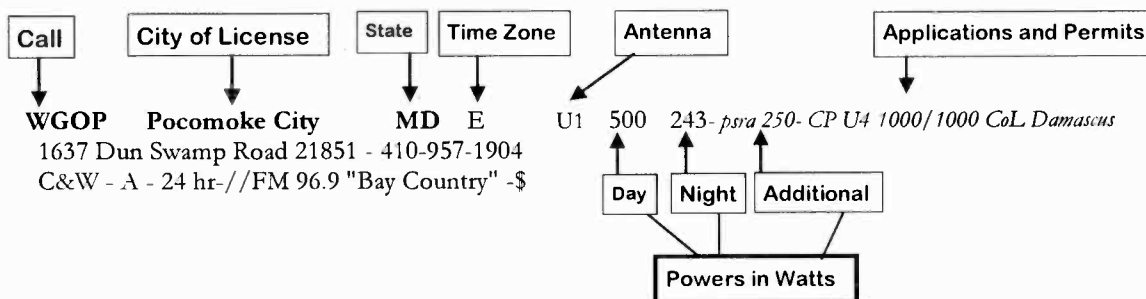 Call City of License State Time Zone Antenna Applications and Permits
WGOP Pocomoke City MD E U1 500 243- psra 250- CP U4 1000/1000 CoL Damascus
1637 Dun Swamp Road 21851 - 410-957-1904
C&W - A - 24 hr-//FM 96.9 "Bay Country" -$
Day Night Additional
Powers in Watts